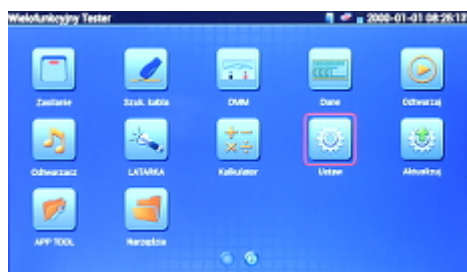 Wielofunkcyjny Tester 2000-01-01 08:26:13
Zasilanie Szuk. kabla DMM Dane Odtwarzaj
Odtwarzacz LATARKA Kalkulator Ustaw Aktualizuj
APP TOOL Narzędzia